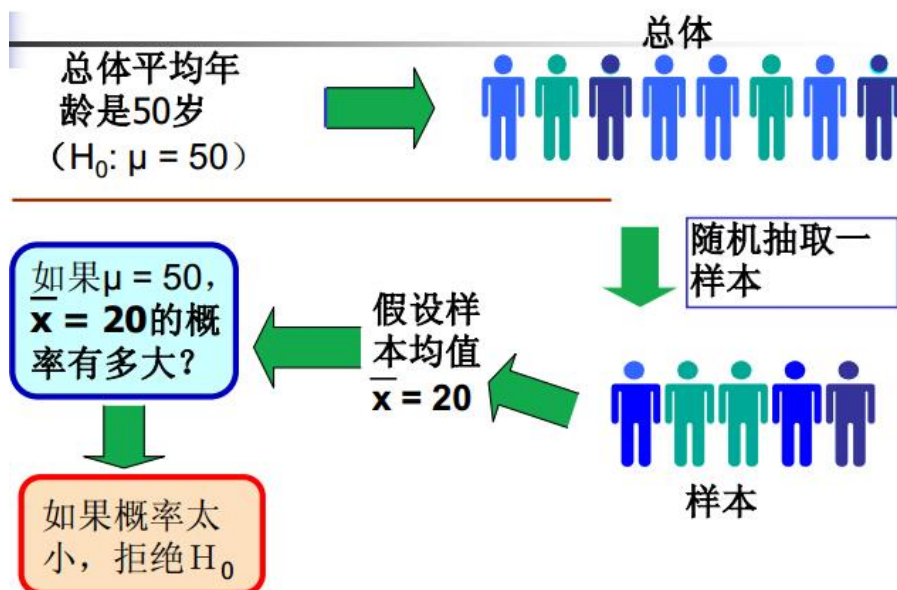 总体平均年
龄是50岁
（H₀: μ = 50）
总体
随机抽取一
样本
样本
假设样
本均值
x̅ = 20
如果μ = 50，
x̅ = 20的概
率有多大？
如果概率太
小，拒绝H₀